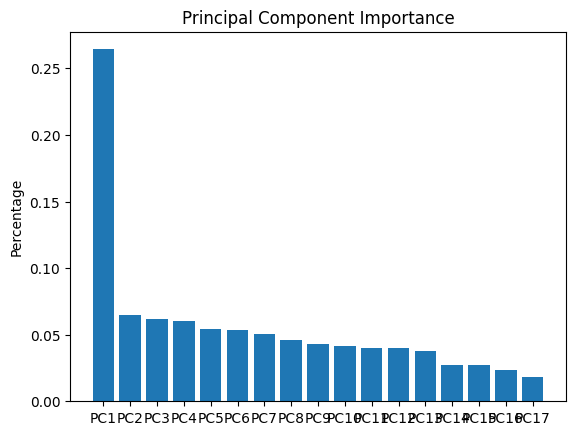 Principal Component Importance
Percentage
0.25
0.20
0.15
0.10
0.05
0.00
PC1 PC2 PC3 PC4 PC5 PC6 PC7 PC8 PC9 PC10 PC11 PC12 PC13 PC14 PC15 PC16 PC17